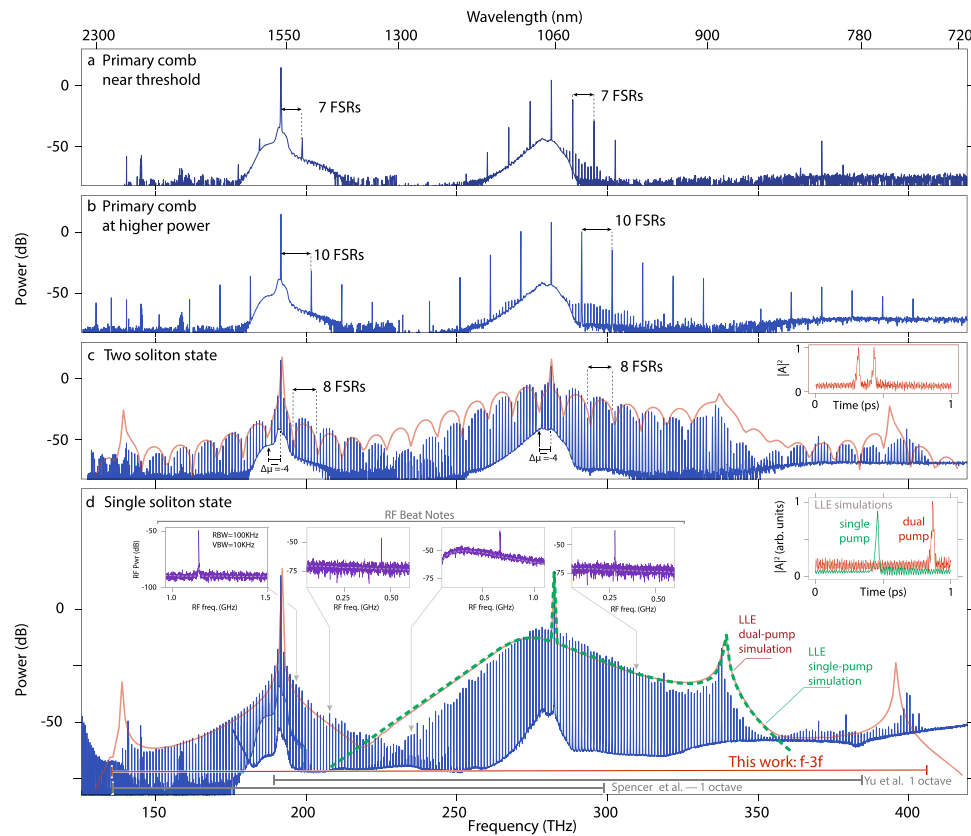 Wavelength (nm)
2300 1550 1300 1060 900 780 720
a Primary comb
near threshold
0
-50
7 FSRs
7 FSRs
b Primary comb
at higher power
0
-50
10 FSRs
10 FSRs
Power (dB)
c Two soliton state
0
-50
8 FSRs
8 FSRs
Δμ =-4
Δμ =-4
|A|²
1
0
0 Time (ps) 1
d Single soliton state
RF Beat Notes
RF Pwr (dB)
-50
-100
RBW=100KHz
VBW=10KHz
1.0 1.5
RF freq. (GHz)
-50
-75
0.25 0.50
RF freq. (GHz)
-50
-75
0.5 1.0
RF freq. (GHz)
-50
-75
0.25 0.50
RF freq. (GHz)
LLE simulations
single
pump
dual
pump
|A|² (arb. units)
1
0
0 Time (ps) 1
Power (dB)
0
-50
LLE
dual-pump
simulation
LLE
single-pump
simulation
This work: f-3f
Yu et al. 1 octave
Spencer et al. — 1 octave
150 200 250 300 350 400
Frequency (THz)